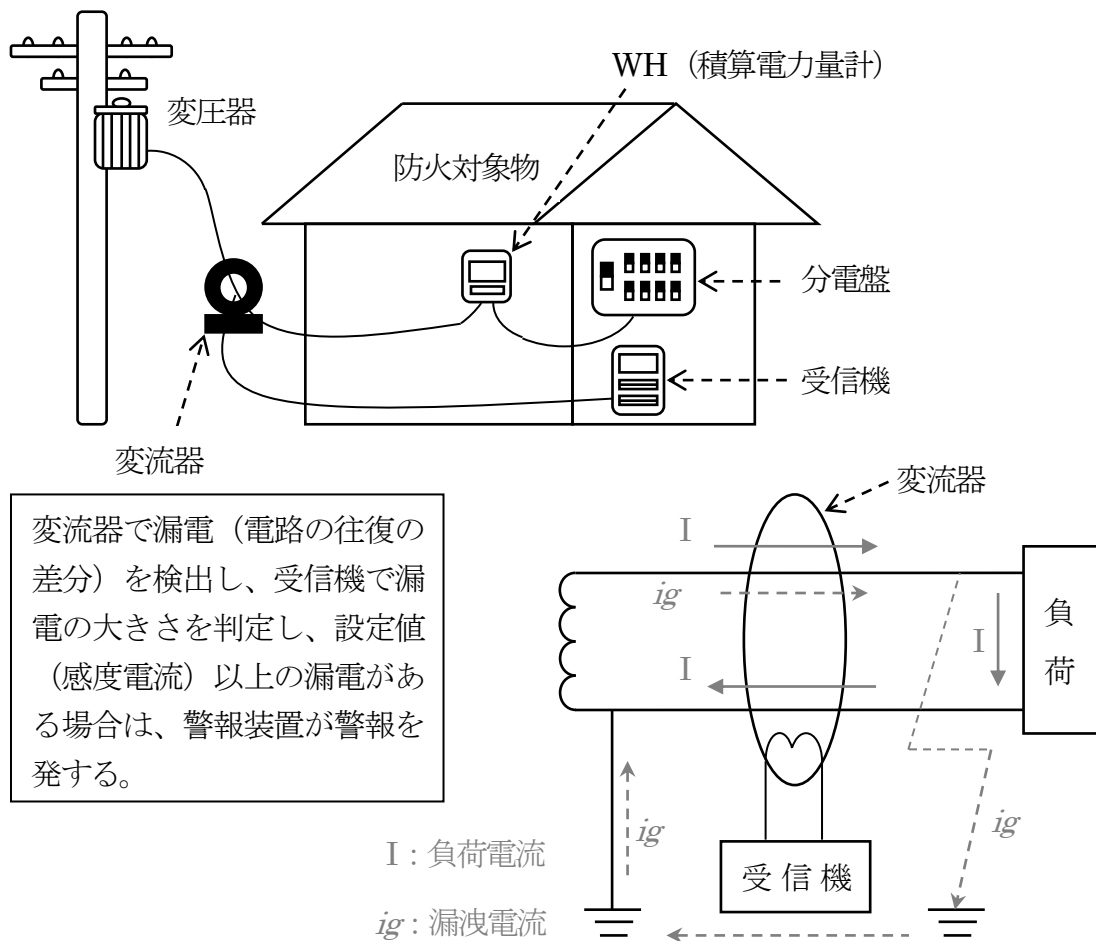 WH（積算電力量計）
変圧器
防火対象物
分電盤
受信機
変流器
変流器で漏電（電路の往復の
差分）を検出し、受信機で漏
電の大きさを判定し、設定値
（感度電流）以上の漏電があ
る場合は、警報装置が警報を
発する。
変流器
I
ig
I
I
負荷
ig
ig
受信機
I：負荷電流
ig：漏洩電流